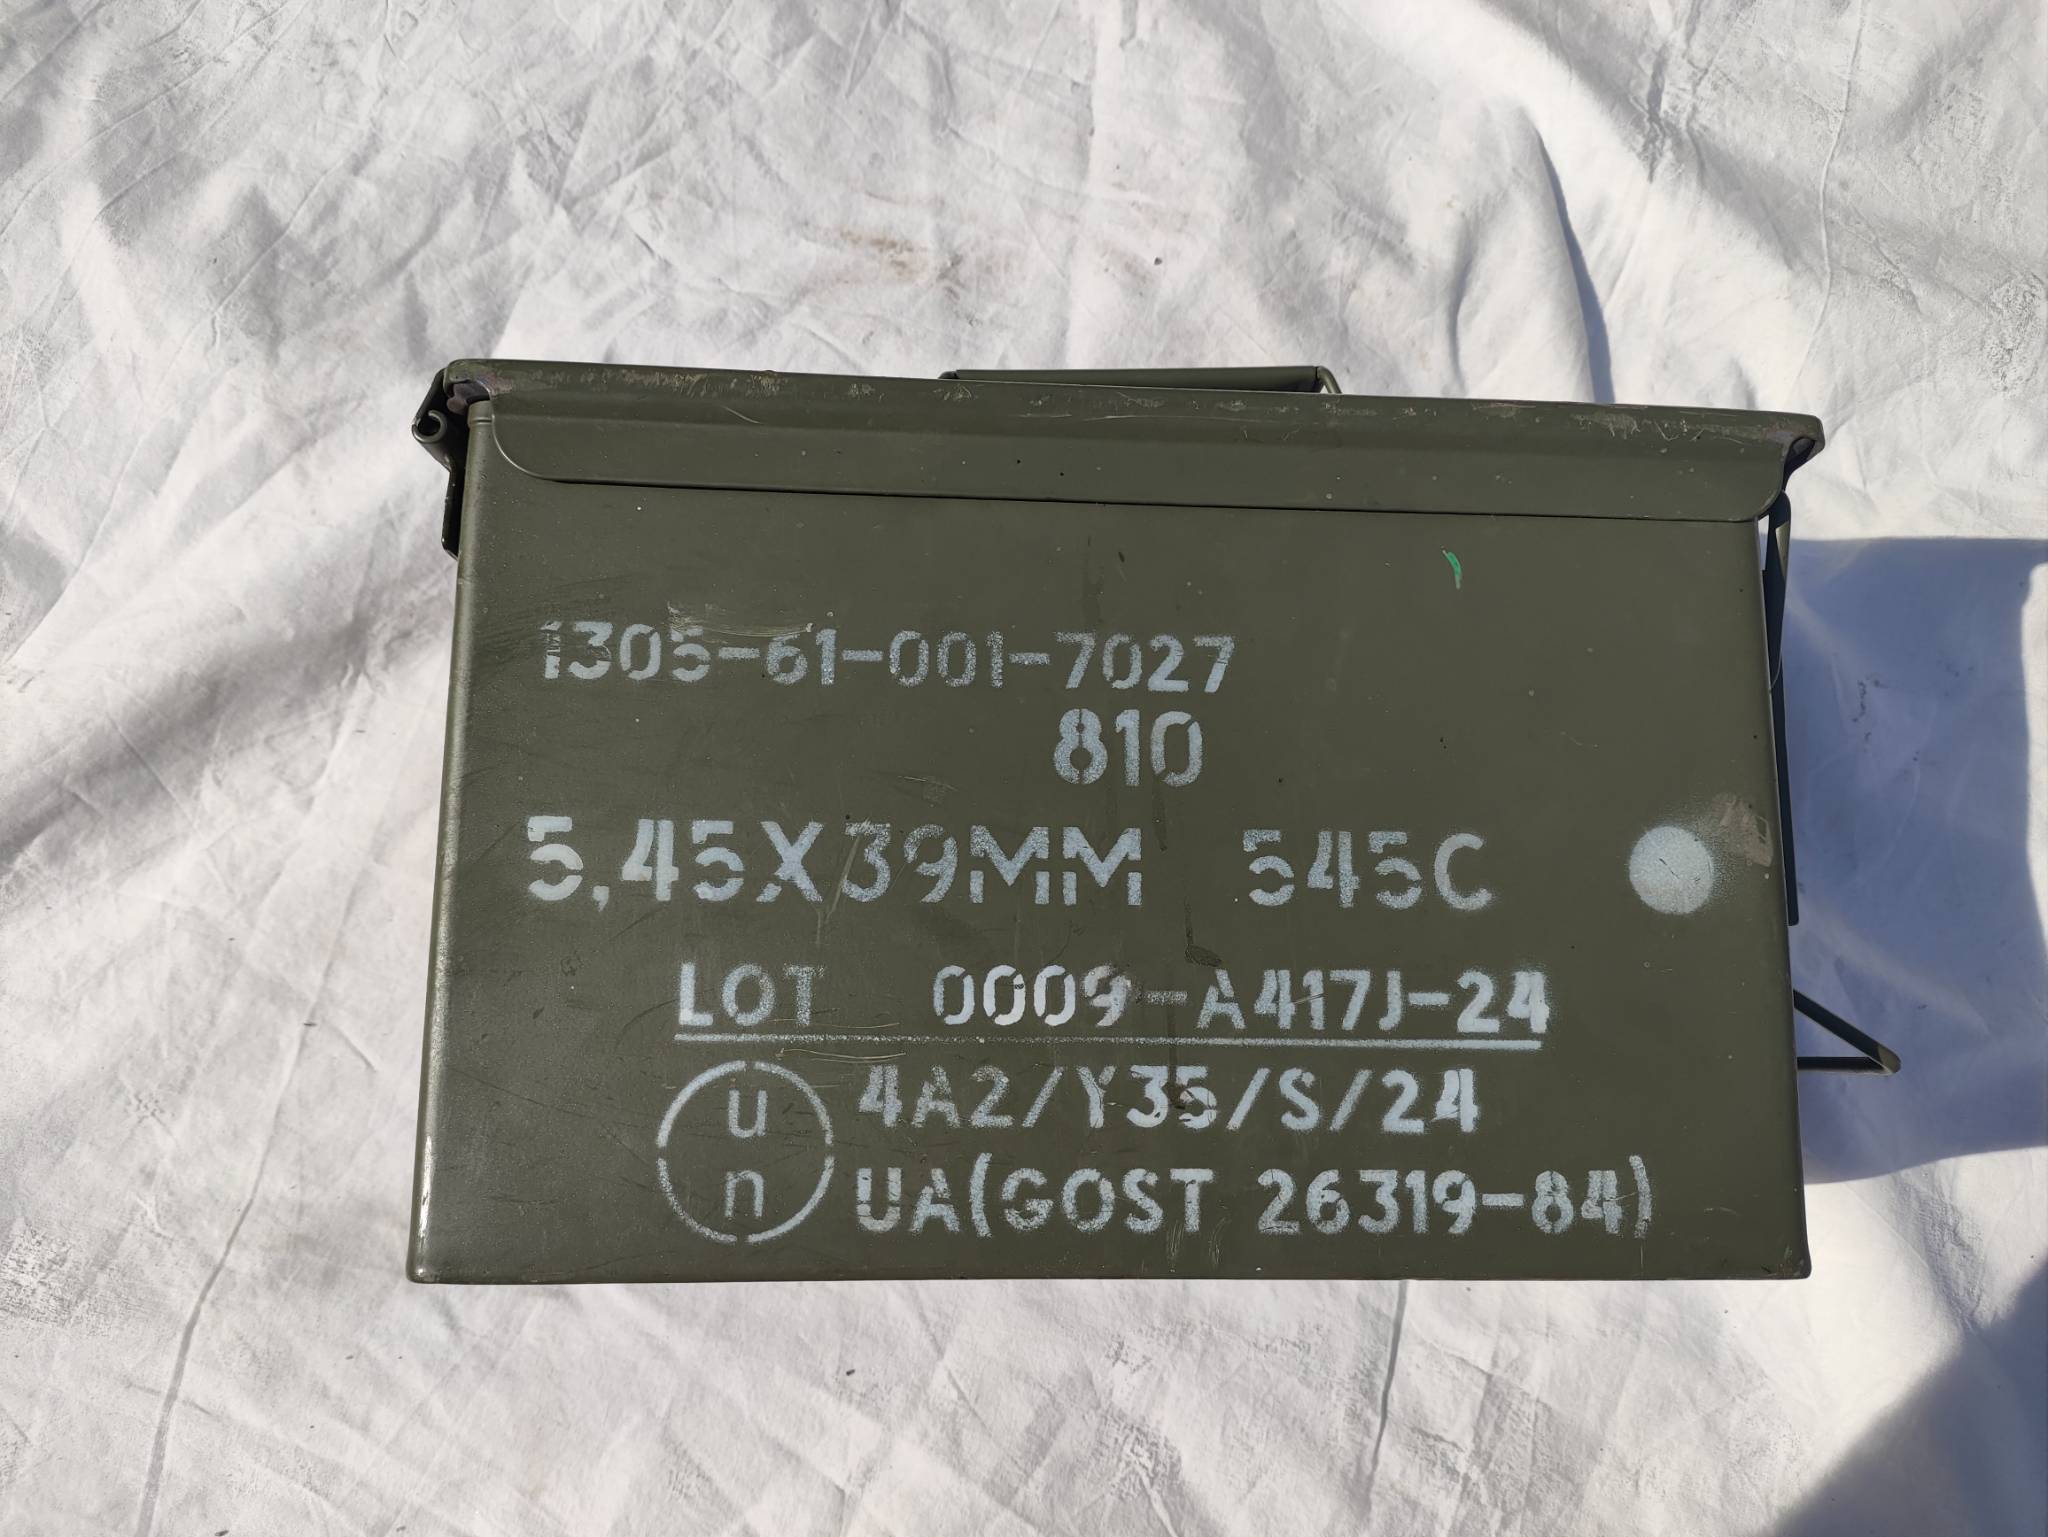 1305-61-001-7027
810
5,45X39MM 545C
LOT 0009-A417J-24
u
n
4A2/Y35/S/24
UA(GOST 26319-84)